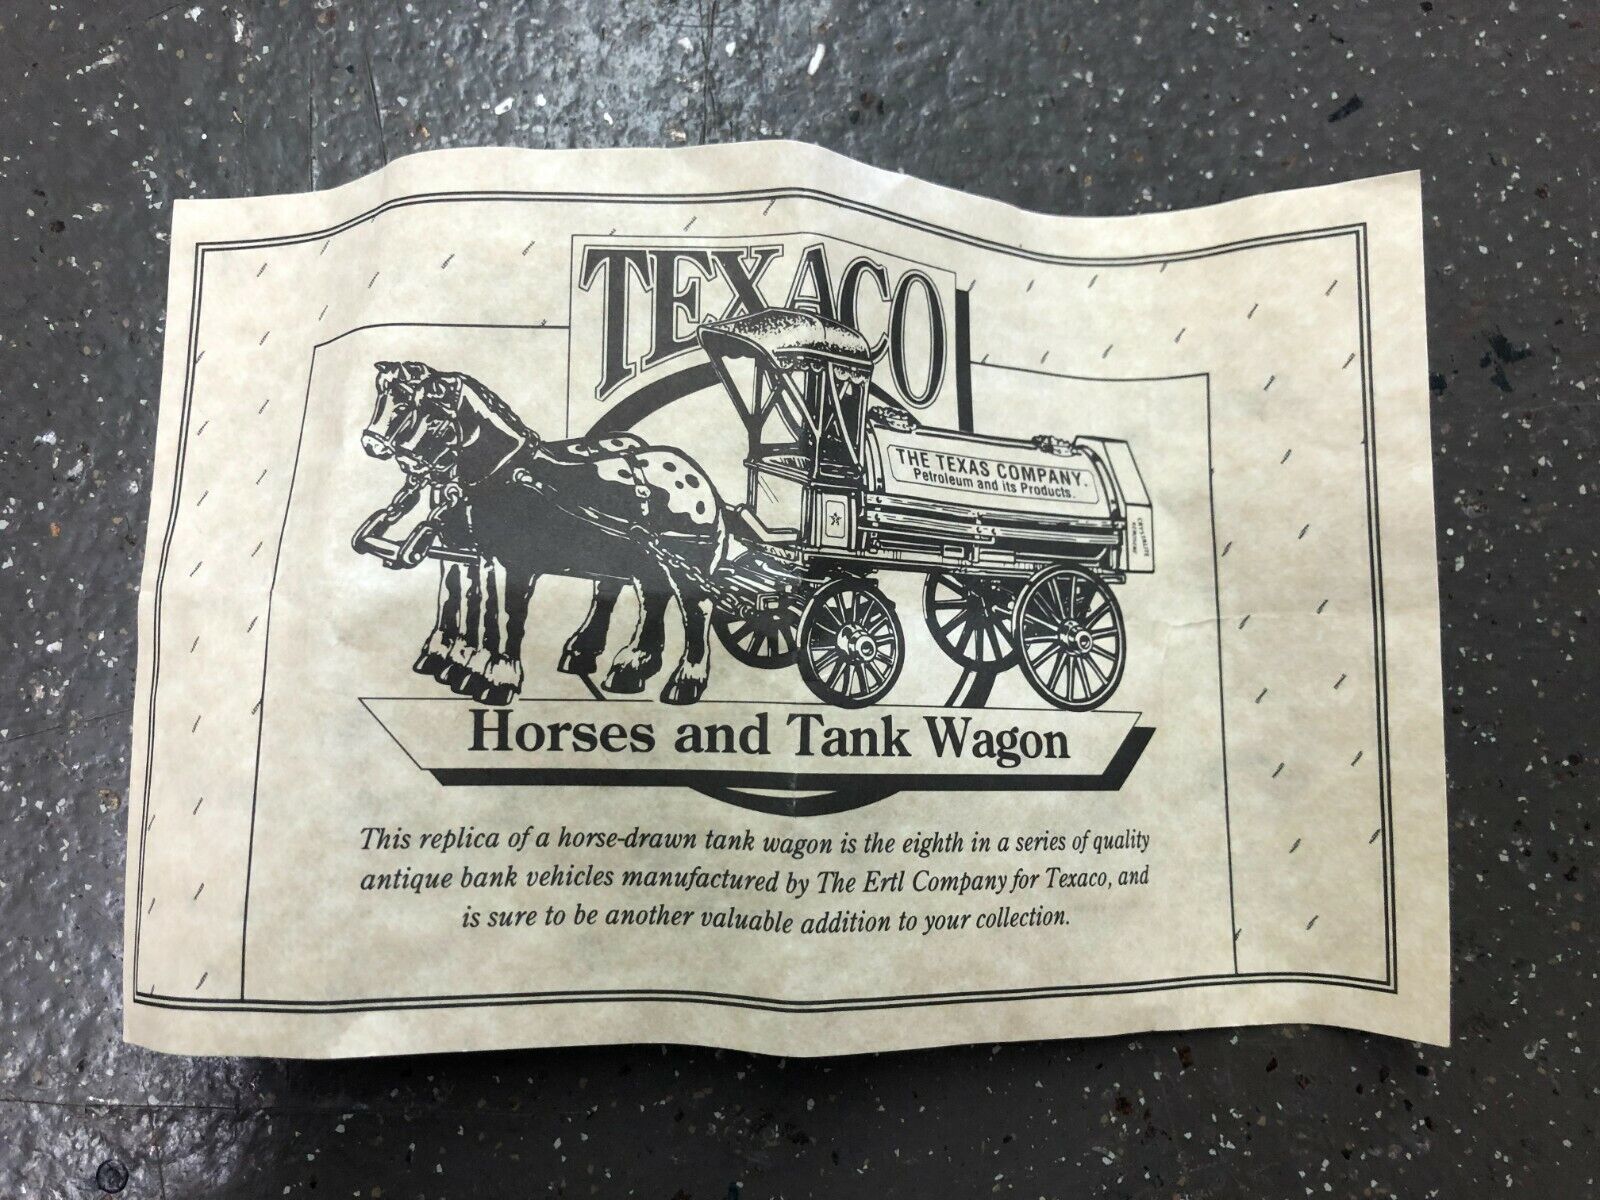 TEXACO
THE TEXAS COMPANY.
Petroleum and its Products.
Horses and Tank Wagon
This replica of a horse-drawn tank wagon is the eighth in a series of quality
antique bank vehicles manufactured by The Ertl Company for Texaco, and
is sure to be another valuable addition to your collection.